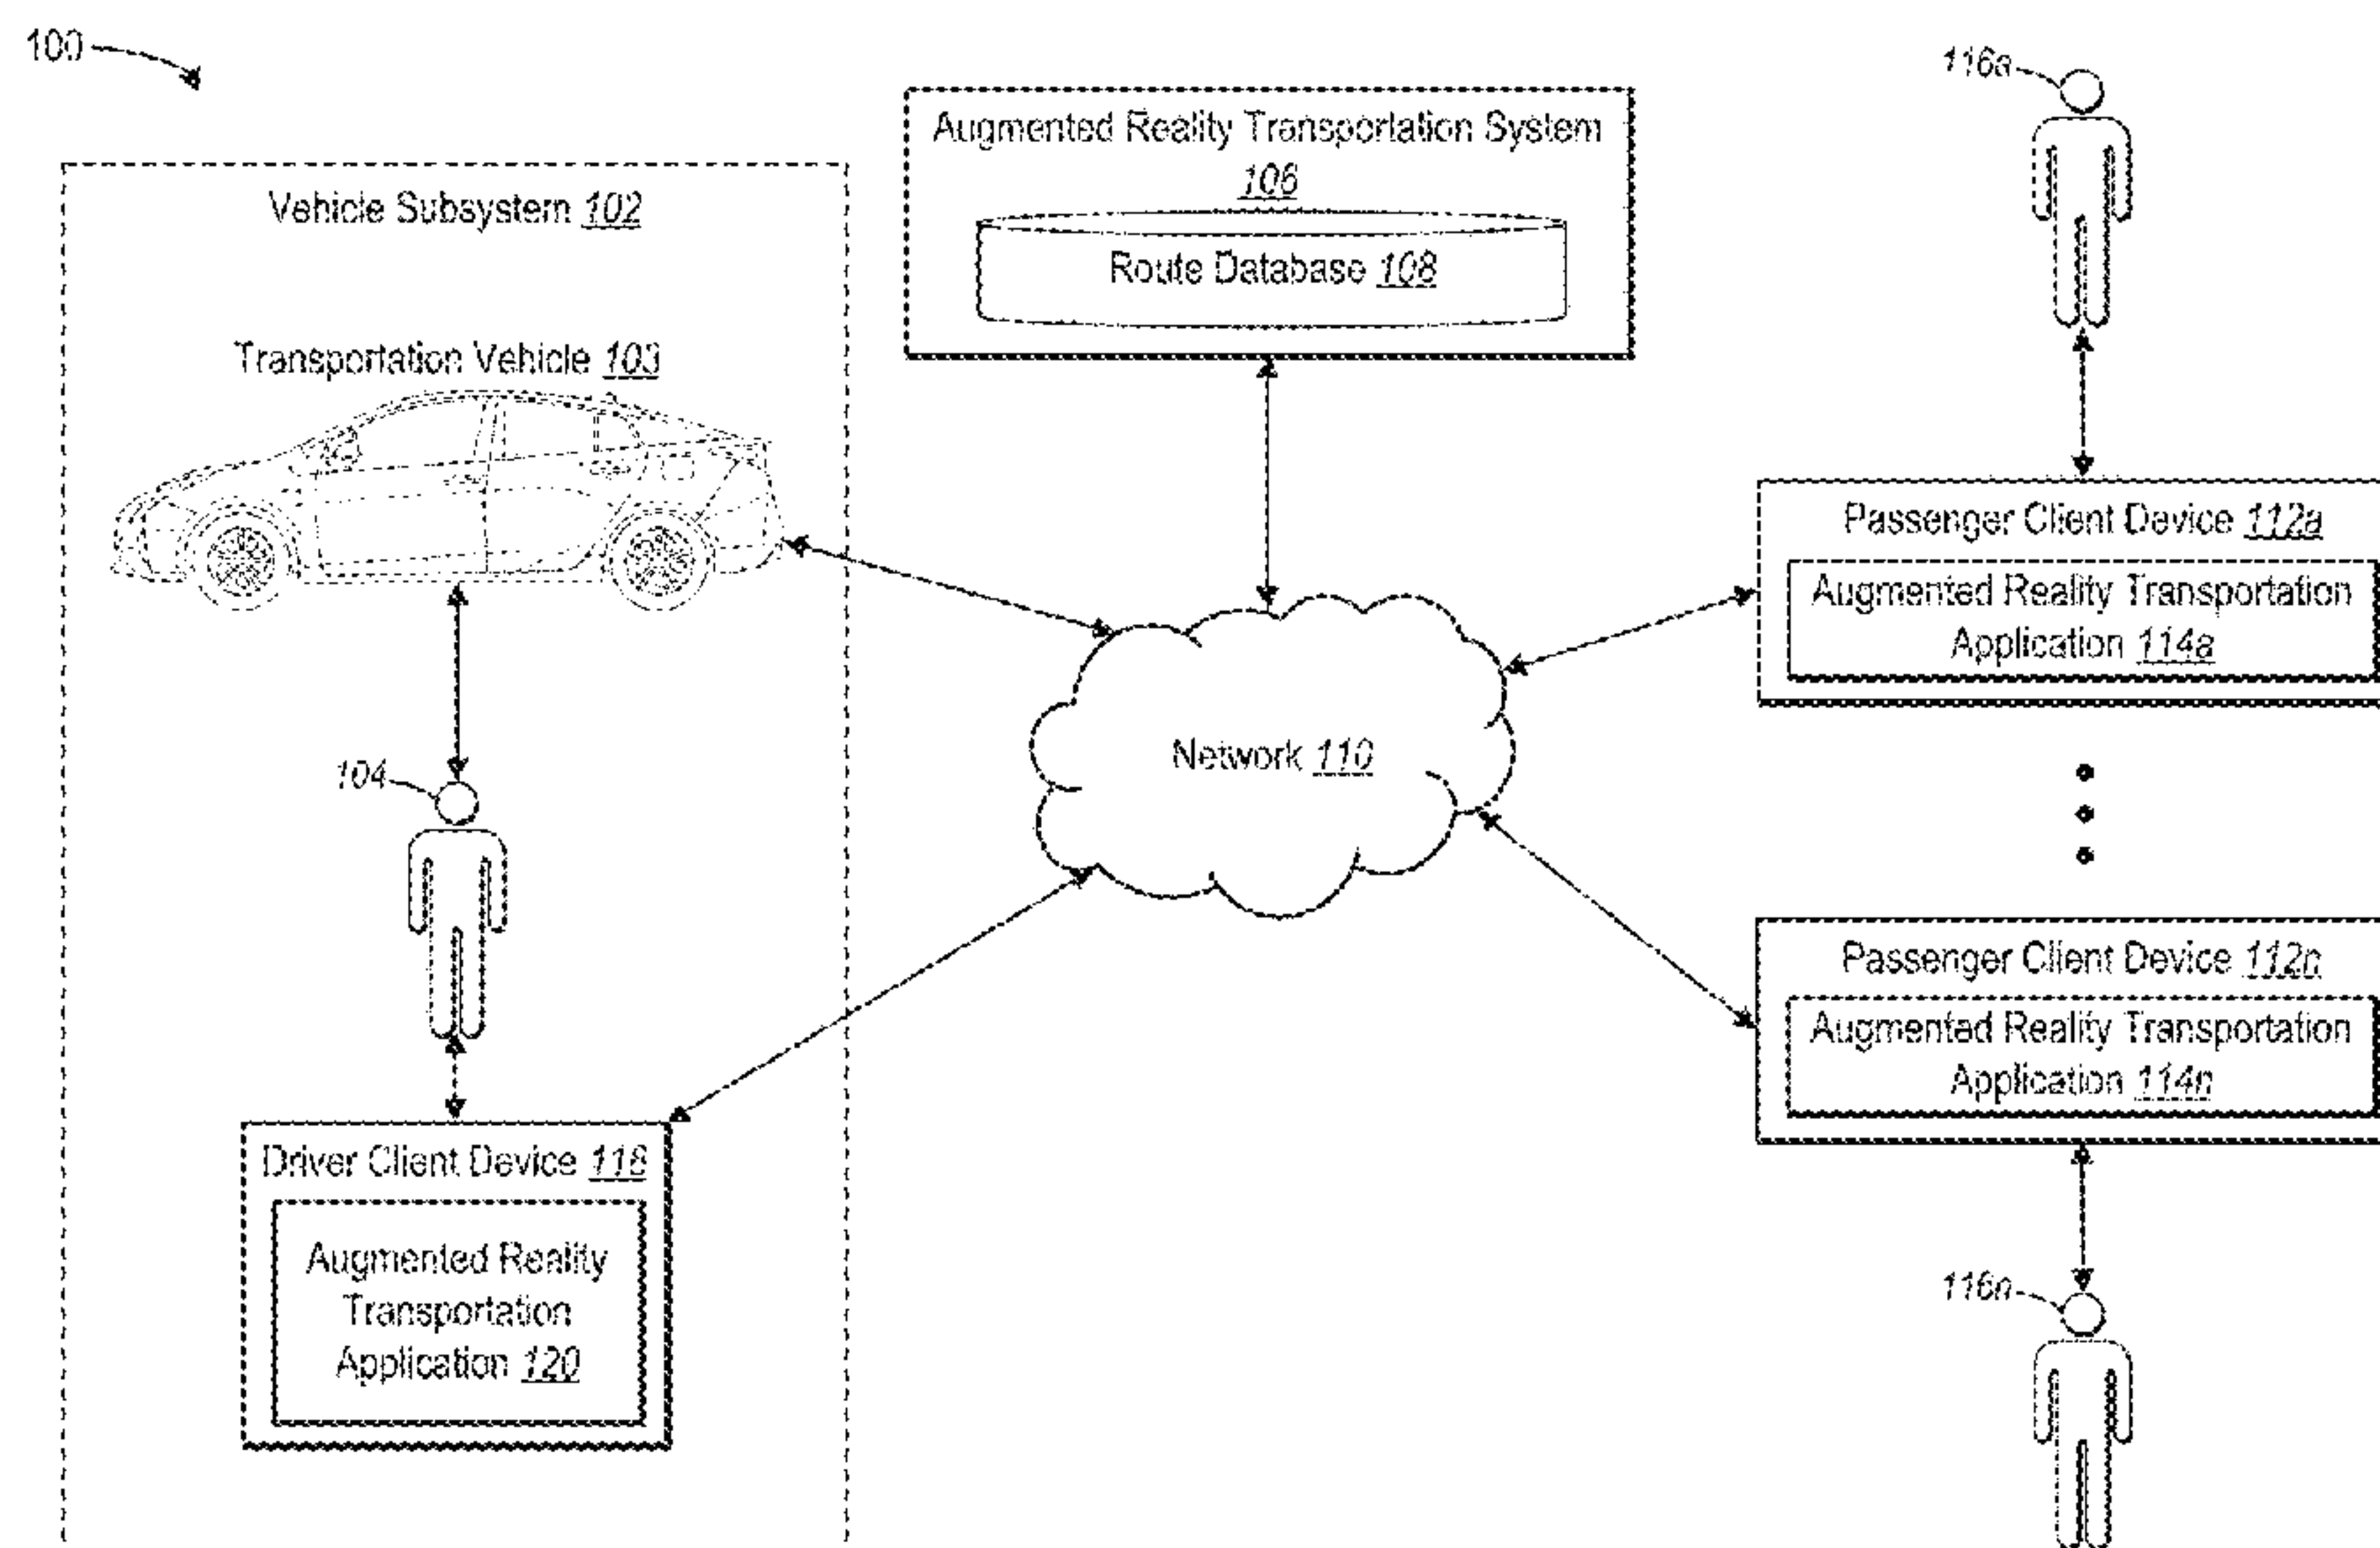 100
Vehicle Subsystem 102
Transportation Vehicle 103
104
Driver Client Device 118
Augmented Reality
Transportation
Application 120
Augmented Reality Transportation System
106
Route Database 108
Network 110
116a
Passenger Client Device 112a
Augmented Reality Transportation
Application 114a
Passenger Client Device 112n
Augmented Reality Transportation
Application 114n
116n